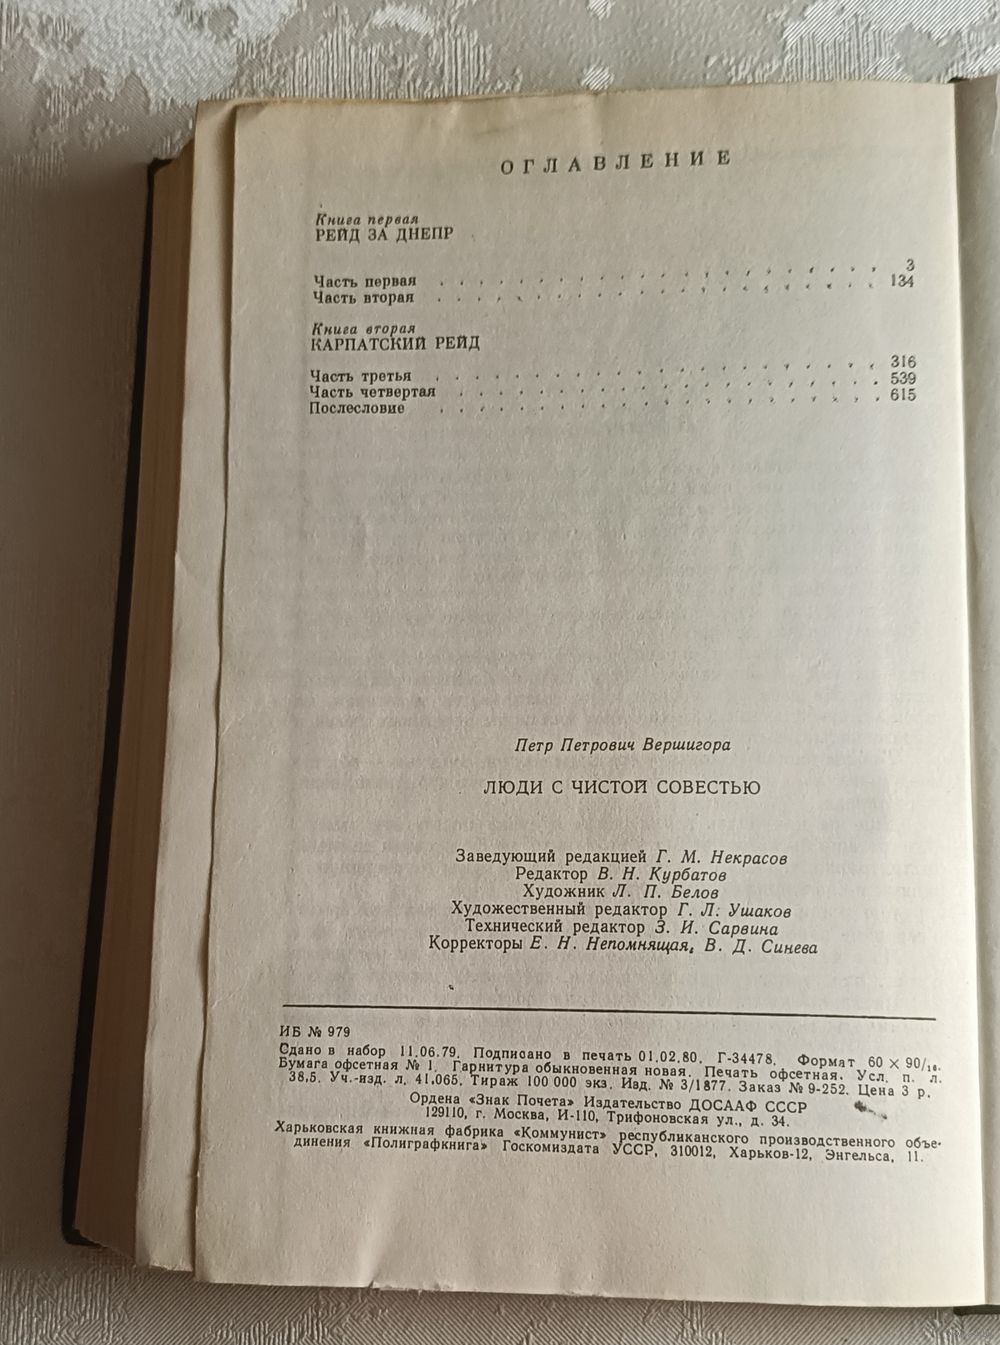 ОГЛАВЛЕНИЕ
Книга первая
РЕЙД ЗА ДНЕПР
Часть первая . . . . . . . . . . . . . . . . . . . . . . . 3
Часть вторая . . . . . . . . . . . . . . . . . . . . . . . 134
Книга вторая
КАРПАТСКИЙ РЕЙД
Часть третья . . . . . . . . . . . . . . . . . . . . . . . 316
Часть четвертая . . . . . . . . . . . . . . . . . . . . . . 539
Послесловие . . . . . . . . . . . . . . . . . . . . . . . 615
Петр Петрович Вершигора
ЛЮДИ С ЧИСТОЙ СОВЕСТЬЮ
Заведующий редакцией Г. М. Некрасов
Редактор В. Н. Курбатов
Художник Л. П. Белов
Художественный редактор Г. Л. Ушаков
Технический редактор З. И. Сарвина
Корректоры Е. Н. Непомнящая, В. Д. Синева
ИБ № 979
Сдано в набор 11.06.79. Подписано в печать 01.02.80. Г-34478. Формат 60 × 90/16.
Бумага офсетная № 1. Гарнитура обыкновенная новая. Печать офсетная. Усл. п. л.
38,5. Уч.-изд. л. 41,065. Тираж 100 000 экз. Изд. № 3/1877. Заказ № 9-252. Цена 3 р.
Ордена «Знак Почета» Издательство ДОСААФ СССР
129110, г. Москва, И-110, Трифоновская ул., д. 34.
Харьковская книжная фабрика «Коммунист» республиканского производственного объе-
динения «Полиграфкнига» Госкомиздата УССР, 310012, Харьков-12, Энгельса, 11.